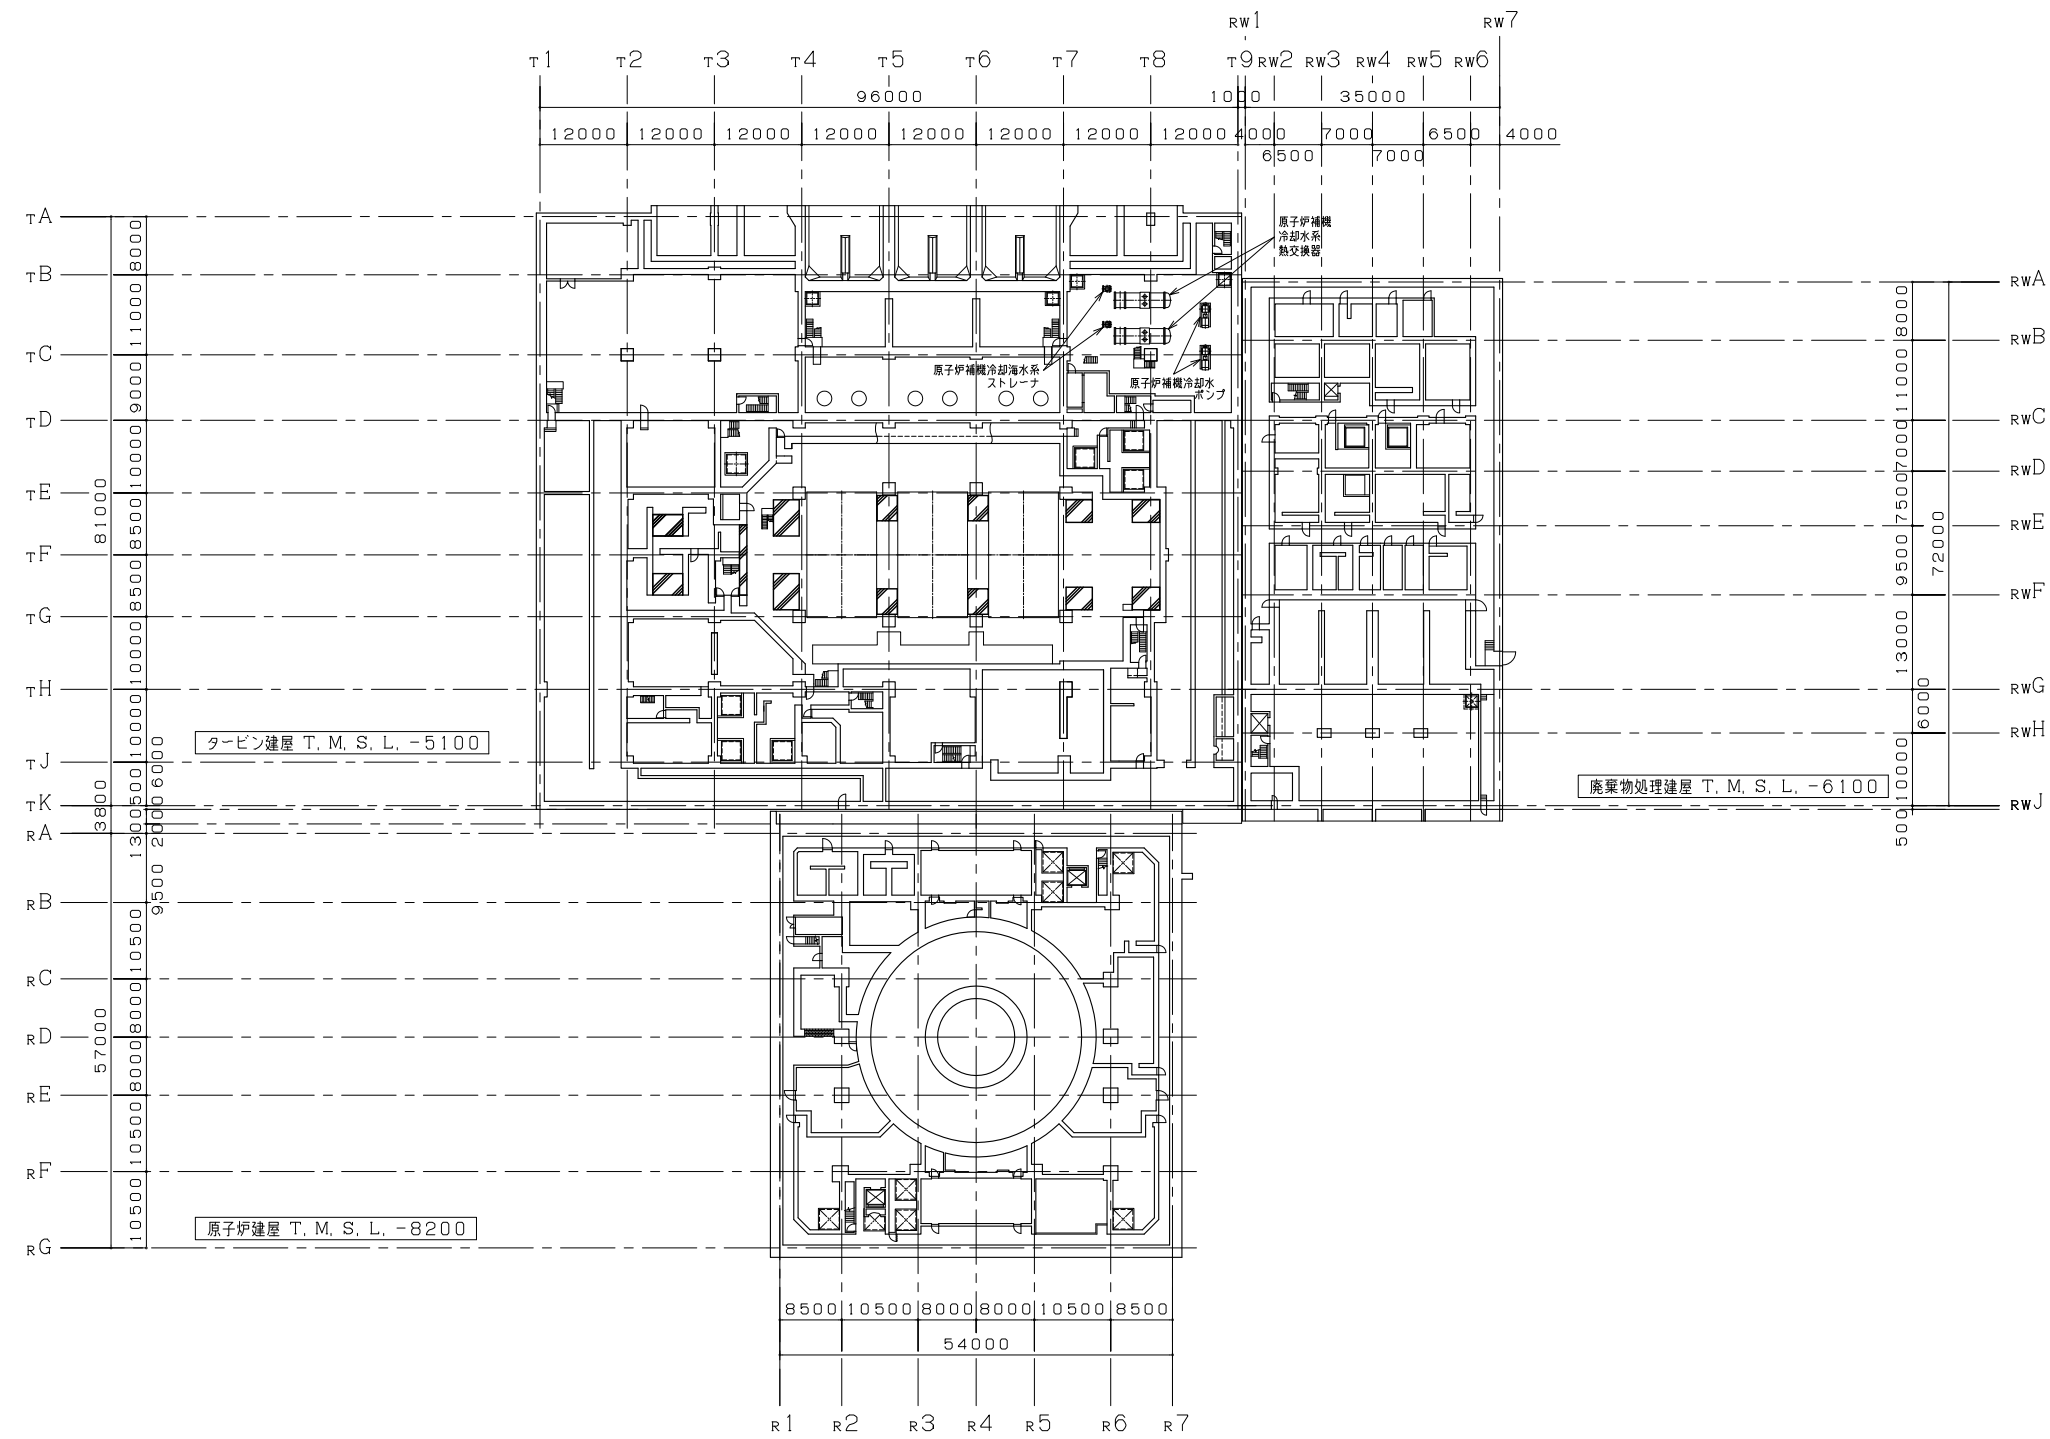 RW1
RW7
T1
T2
T3
T4
T5
T6
T7
T8
T9
RW2
RW3
RW4
RW5
RW6
96000
1000
35000
12000
12000
12000
12000
12000
12000
12000
12000
4000
7000
6500
4000
6500
7000
TA
TB
TC
TD
TE
TF
TG
TH
TJ
TK
RA
RB
RC
RD
RE
RF
RG
8000
11000
9000
10000
8500
8500
10000
10000
6000
500
1300
2000
9500
10500
8000
8000
10500
10500
81000
3800
57000
原子炉補機
冷却水系
熱交換器
原子炉補機冷却海水系
ストレーナ
原子炉補機冷却水
ポンプ
タービン建屋 T. M. S. L. -5100
廃棄物処理建屋 T. M. S. L. -6100
原子炉建屋 T. M. S. L. -8200
RWA
RWB
RWC
RWD
RWE
RWF
RWG
RWH
RWJ
8000
11000
7000
7500
9500
13000
6000
10000
500
72000
8500
10500
8000
8000
10500
8500
54000
R1
R2
R3
R4
R5
R6
R7